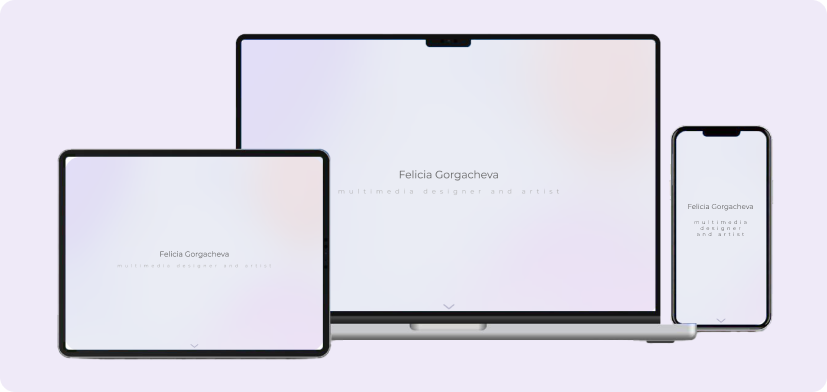 Felicia Gorgacheva
multimedia designer and artist
Felicia Gorgacheva
multimedia designer and artist
Felicia Gorgacheva
multimedia
designer
and artist